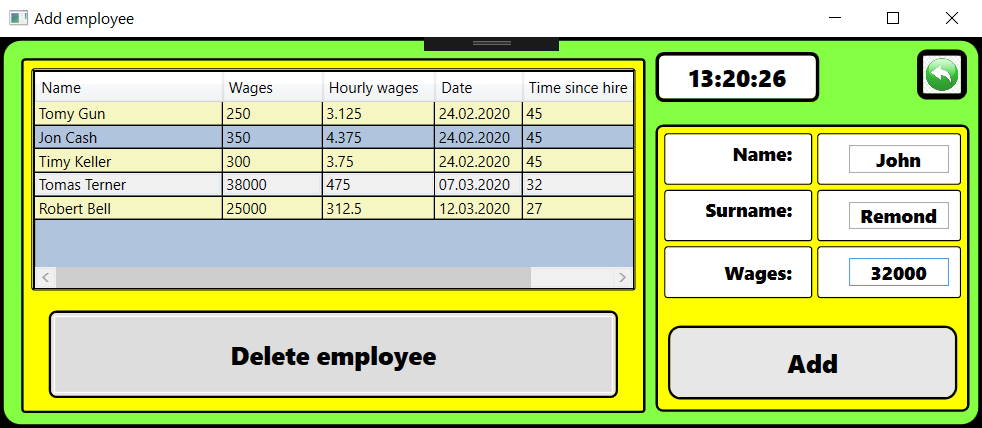 Add employee
Name Wages Hourly wages Date Time since hire
Tomy Gun 250 3.125 24.02.2020 45
Jon Cash 350 4.375 24.02.2020 45
Timy Keller 300 3.75 24.02.2020 45
Tomas Terner 38000 475 07.03.2020 32
Robert Bell 25000 312.5 12.03.2020 27
Delete employee
13:20:26
Name: John
Surname: Remond
Wages: 32000
Add